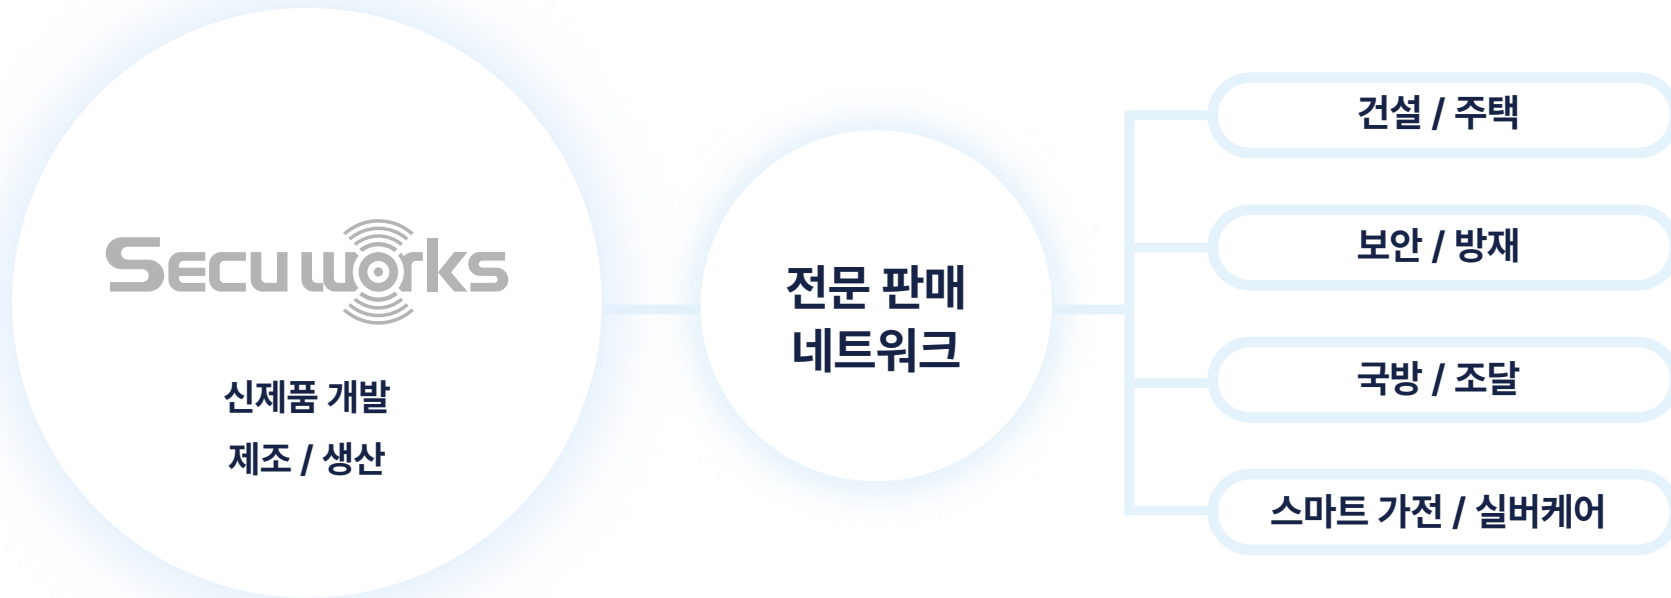 SECUWORKS
신제품 개발
제조 / 생산
전문 판매
네트워크
건설 / 주택
보안 / 방재
국방 / 조달
스마트 가전 / 실버케어